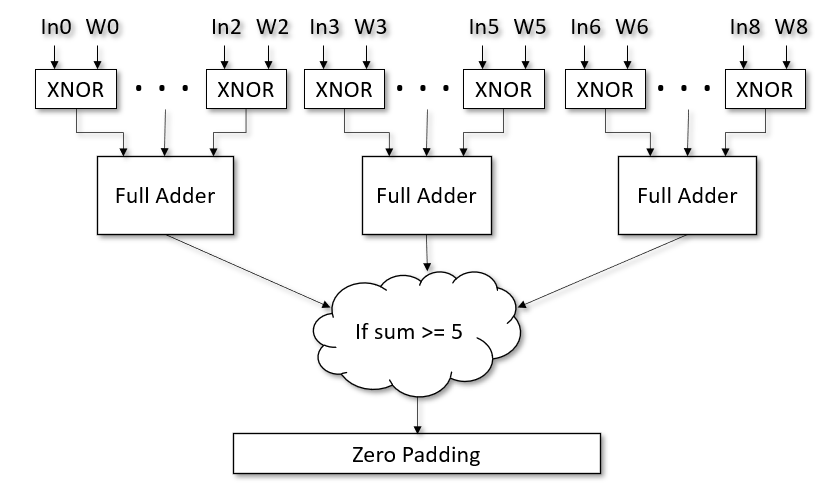 In0 W0 In2 W2 In3 W3 In5 W5 In6 W6 In8 W8
XNOR . . . XNOR XNOR . . . XNOR XNOR . . . XNOR
Full Adder Full Adder Full Adder
If sum >= 5
Zero Padding